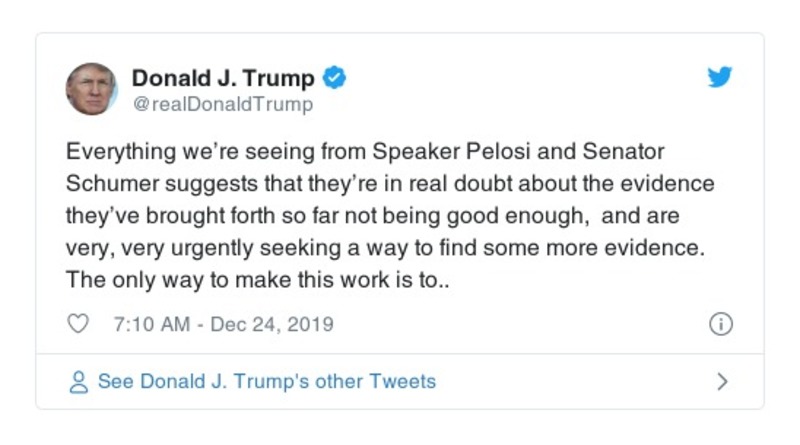 Donald J. Trump
@realDonaldTrump
Everything we’re seeing from Speaker Pelosi and Senator
Schumer suggests that they’re in real doubt about the evidence
they’ve brought forth so far not being good enough,  and are
very, very urgently seeking a way to find some more evidence.
The only way to make this work is to..
7:10 AM - Dec 24, 2019
See Donald J. Trump's other Tweets